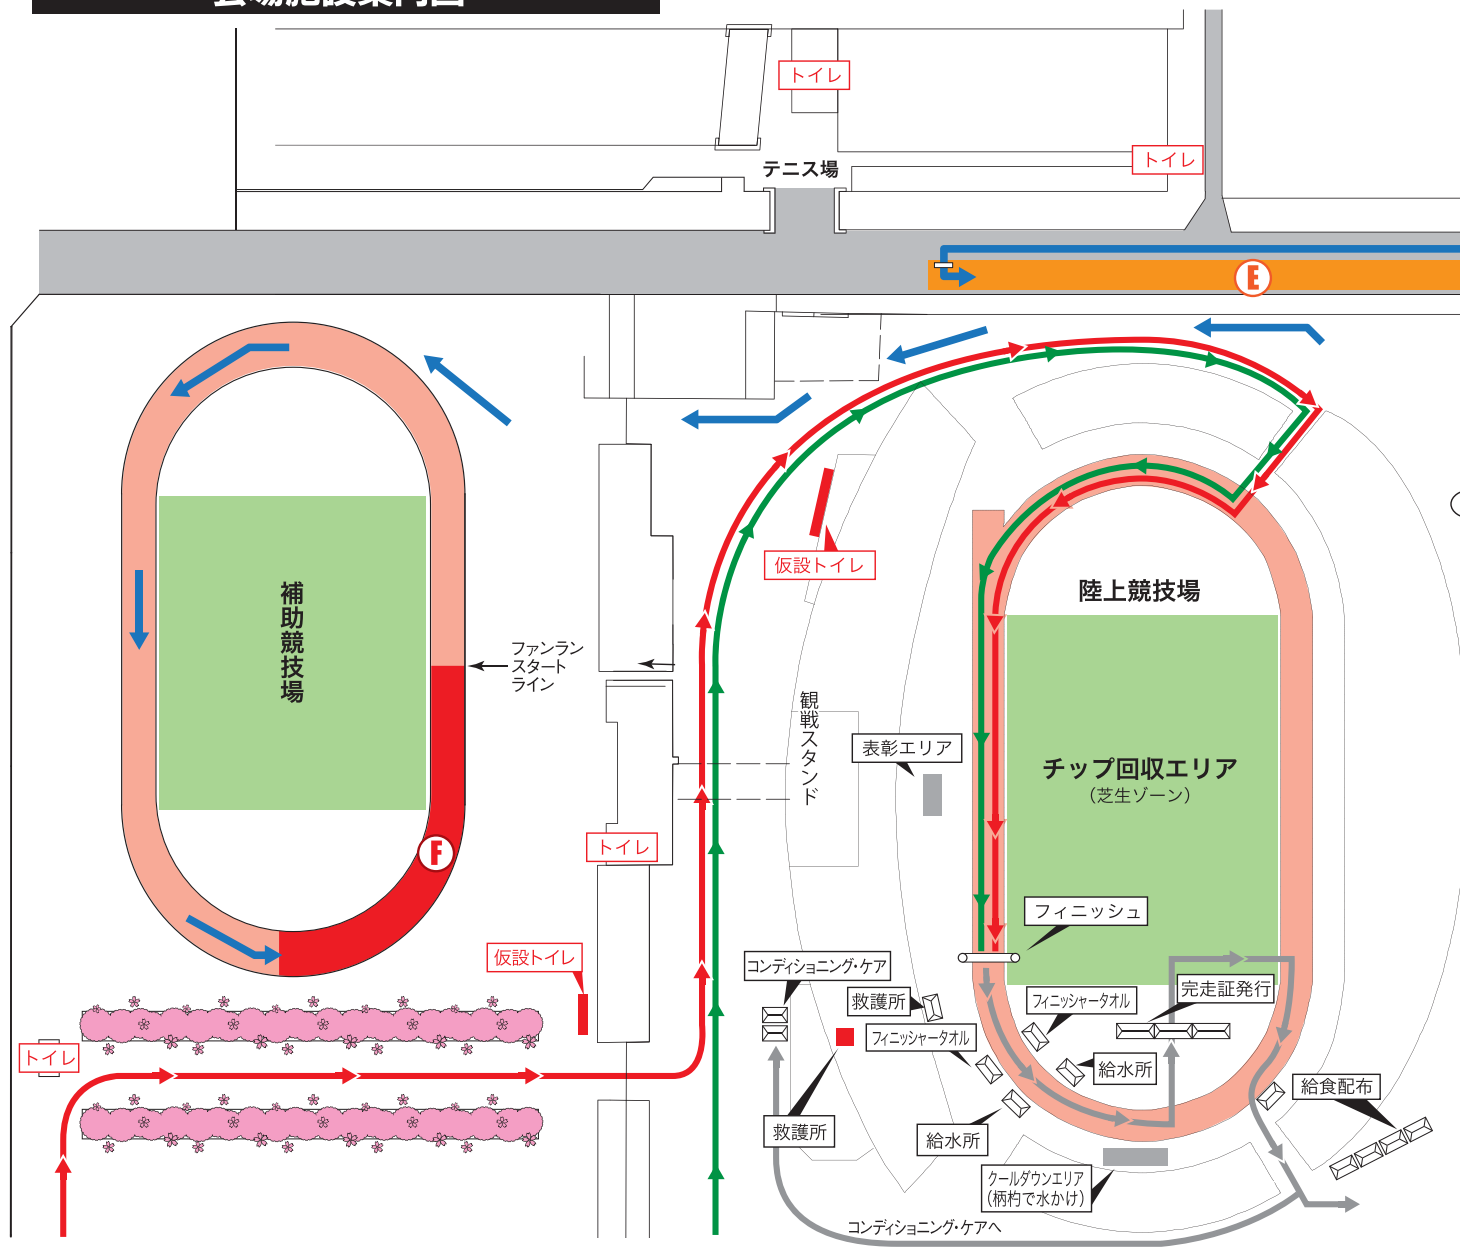 会場施設案内図
トイレ
トイレ
テニス場
E
仮設トイレ
陸上競技場
補助競技場
ファンラン
スタート
ライン
観戦スタンド
表彰エリア
チップ回収エリア
(芝生ゾーン)
トイレ
F
フィニッシュ
仮設トイレ
コンディショニング・ケア
救護所
フィニッシャータオル
完走証発行
フィニッシャータオル
トイレ
給水所
給食配布
救護所
給水所
クールダウンエリア
(柄杓で水かけ)
コンディショニング・ケアへ